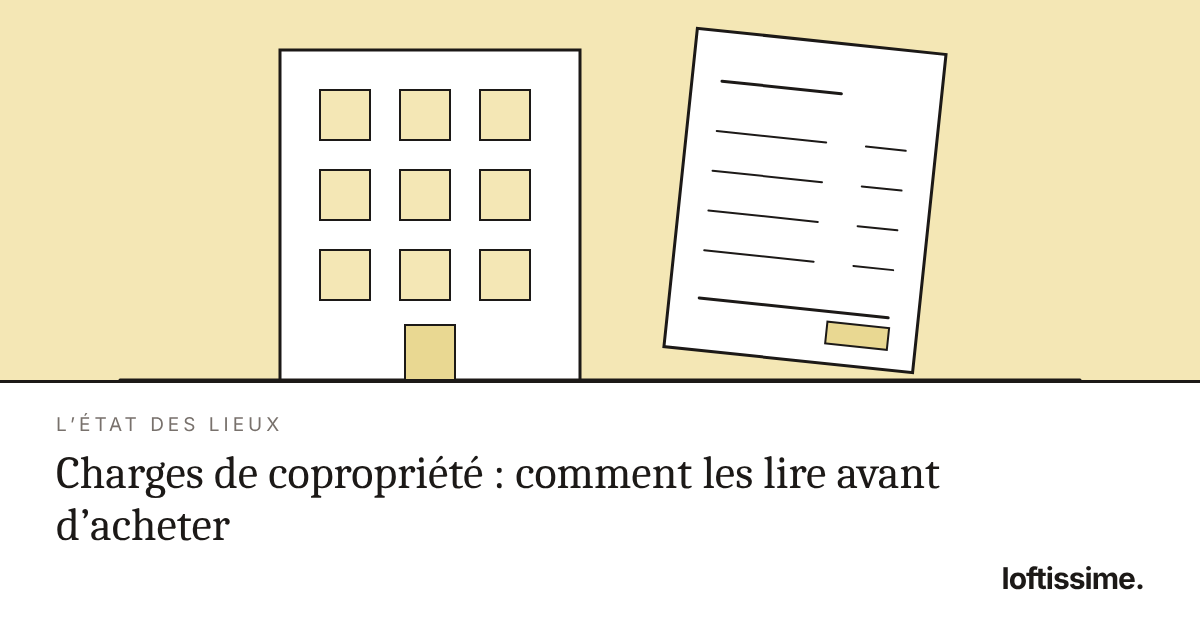 L’ÉTAT DES LIEUX
Charges de copropriété : comment les lire avant
d’acheter
loftissime.